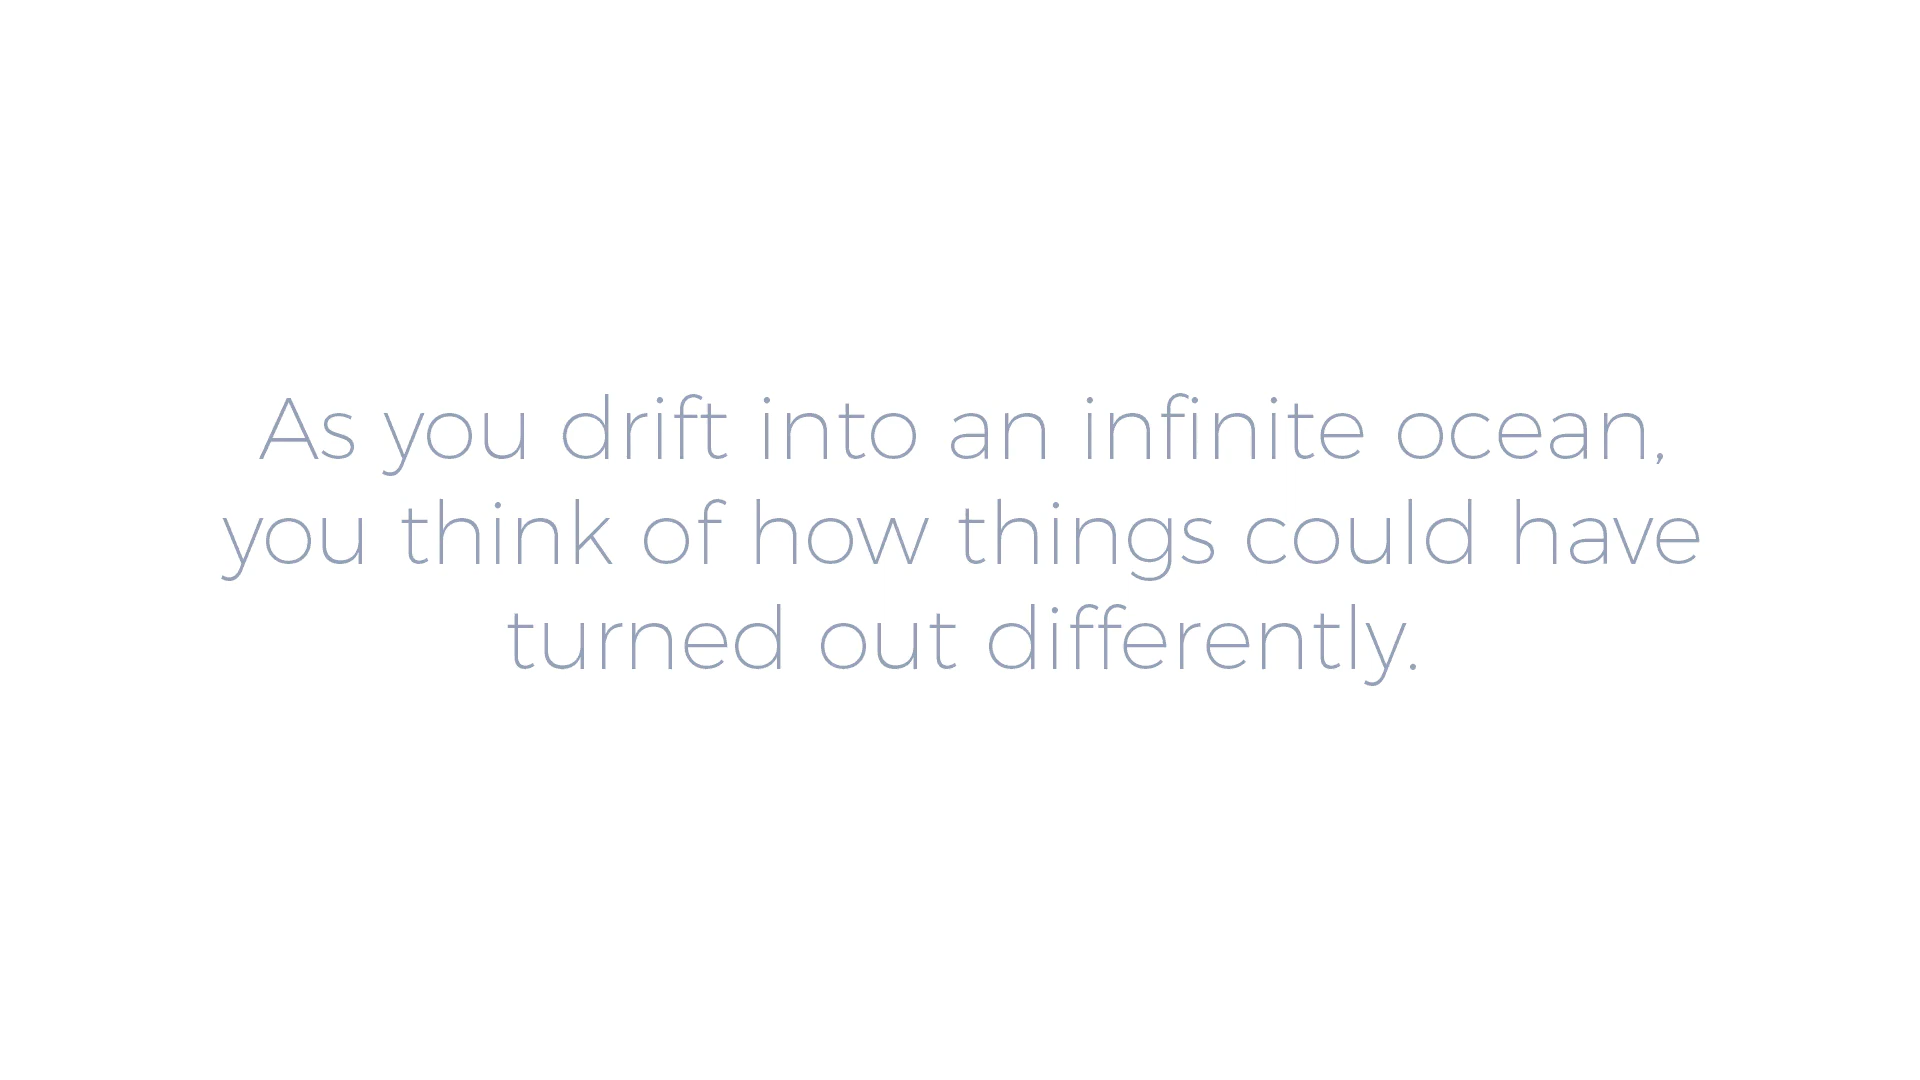 As you drift into an infinite ocean,
you think of how things could have
turned out differently.